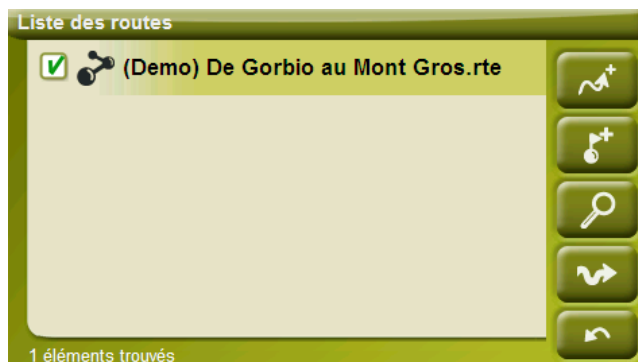 Liste des routes
(Demo) De Gorbio au Mont Gros.rte
1 éléments trouvés